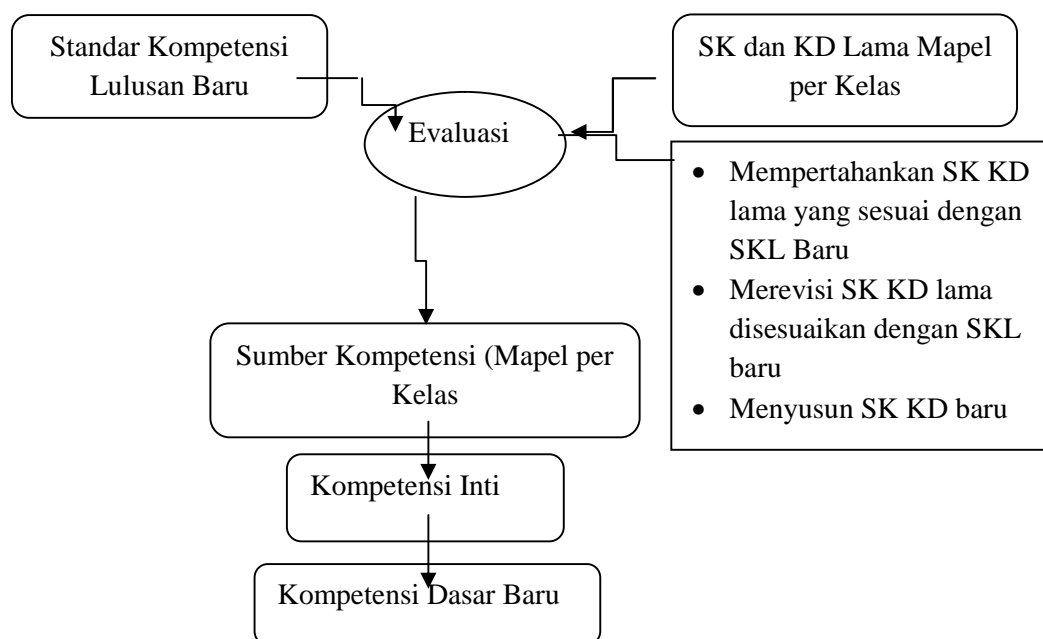 Standar Kompetensi
Lulusan Baru
SK dan KD Lama Mapel
per Kelas
Evaluasi
• Mempertahankan SK KD
lama yang sesuai dengan
SKL Baru
• Merevisi SK KD lama
disesuaikan dengan SKL
baru
• Menyusun SK KD baru
Sumber Kompetensi (Mapel per
Kelas
Kompetensi Inti
Kompetensi Dasar Baru